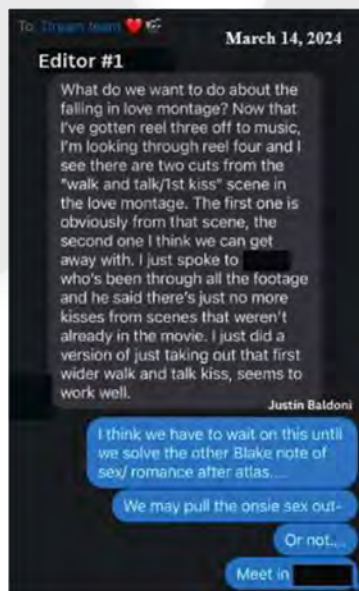 To: Dream team ❤️🎬
March 14, 2024
Editor #1
What do we want to do about the
falling in love montage? Now that
I've gotten reel three off to music,
I'm looking through reel four and I
see there are two cuts from the
"walk and talk/1st kiss" scene in
the love montage. The first one is
obviously from that scene, the
second one I think we can get
away with. I just spoke to
who's been through all the footage
and he said there's just no more
kisses from scenes that weren't
already in the movie. I just did a
version of just taking out that first
wider walk and talk kiss, seems to
work well.
Justin Baldoni
I think we have to wait on this until
we solve the other Blake note of
sex/ romance after atlas....
We may pull the onsie sex out-
Or not....
Meet in